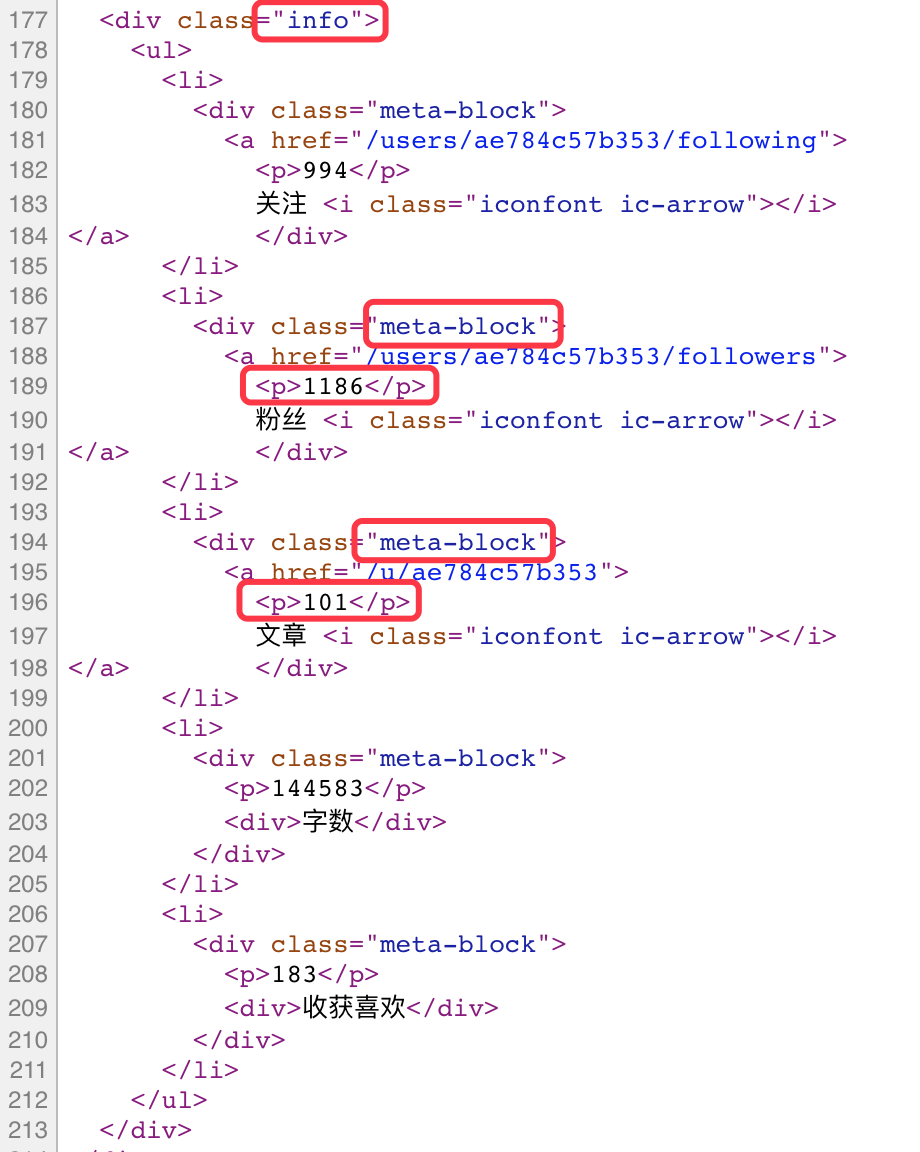 177 <div class="info">
178 <ul>
179 <li>
180 <div class="meta-block">
181 <a href="/users/ae784c57b353/following">
182 <p>994</p>
183 关注 <i class="iconfont ic-arrow"></i>
184 </a> </div>
185 </li>
186 <li>
187 <div class="meta-block">
188 <a href="/users/ae784c57b353/followers">
189 <p>1186</p>
190 粉丝 <i class="iconfont ic-arrow"></i>
191 </a> </div>
192 </li>
193 <li>
194 <div class="meta-block">
195 <a href="/u/ae784c57b353">
196 <p>101</p>
197 文章 <i class="iconfont ic-arrow"></i>
198 </a> </div>
199 </li>
200 <li>
201 <div class="meta-block">
202 <p>144583</p>
203 <div>字数</div>
204 </div>
205 </li>
206 <li>
207 <div class="meta-block">
208 <p>183</p>
209 <div>收获喜欢</div>
210 </div>
211 </li>
212 </ul>
213 </div>